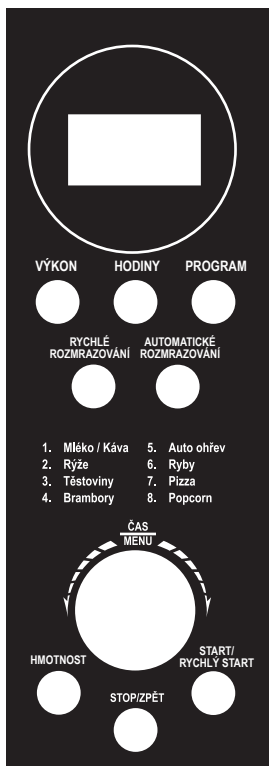 VÝKON HODINY PROGRAM
RYCHLÉ
ROZMRAZOVÁNÍ
AUTOMATICKÉ
ROZMRAZOVÁNÍ
1. Mléko / Káva
2. Rýže
3. Těstoviny
4. Brambory
5. Auto ohřev
6. Ryby
7. Pizza
8. Popcorn
ČAS
MENU
HMOTNOST
START/
RYCHLÝ START
STOP/ZPĚT